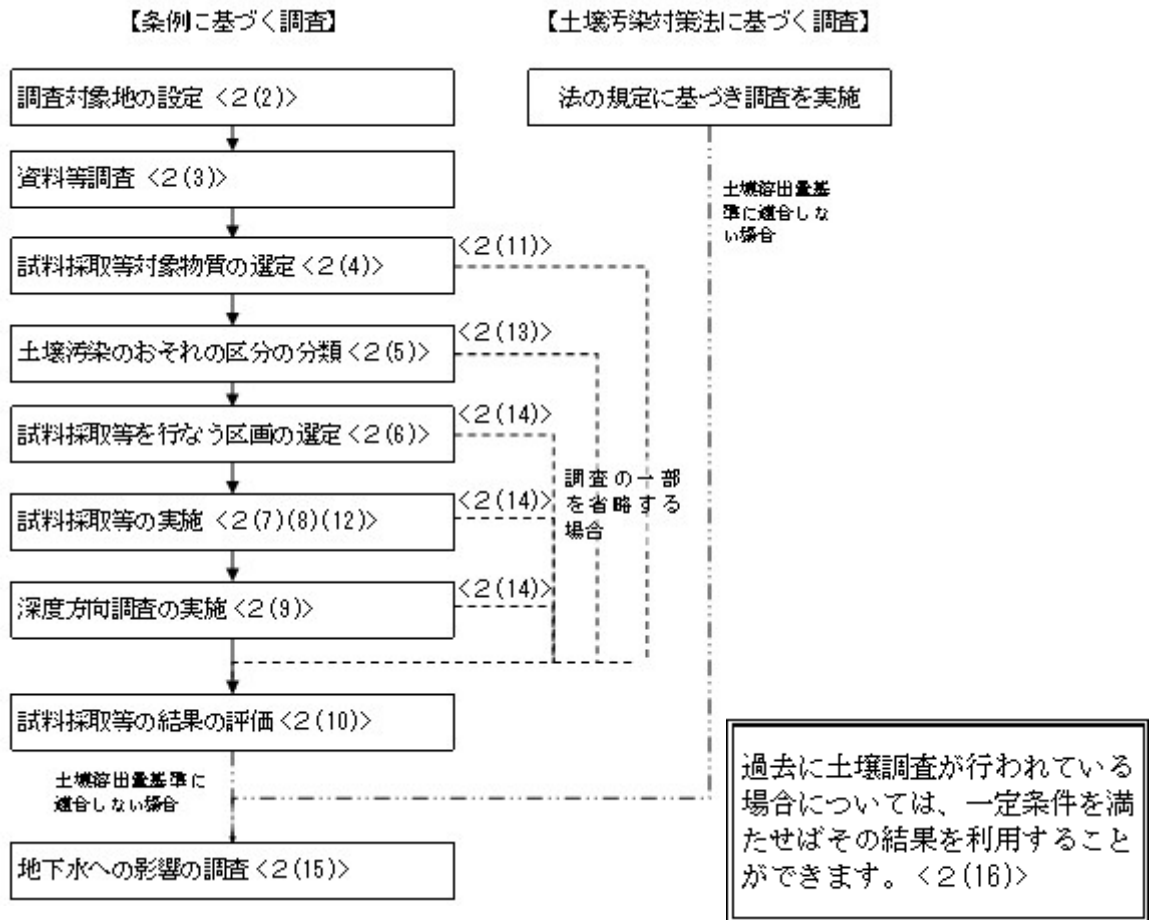 【条例に基づく調査】
【土壌汚染対策法に基づく調査】
調査対象地の設定 <2(2)>
法の規定に基づき調査を実施
資料等調査 <2(3)>
土壌溶出量基
準に適合しな
い場合
試料採取等対象物質の選定<2(4)>
<2(11)>
土壌汚染のおそれの区分の分類<2(5)>
<2(13)>
試料採取等を行なう区画の選定<2(6)>
<2(14)>
調査の一部
を省略する
場合
試料採取等の実施 <2(7)(8)(12)>
<2(14)>
深度方向調査の実施<2(9)>
<2(14)>
試料採取等の結果の評価<2(10)>
土壌溶出量基準に
適合しない場合
地下水への影響の調査<2(15)>
過去に土壌調査が行われている
場合については、一定条件を満
たせばその結果を利用すること
ができます。<2(16)>